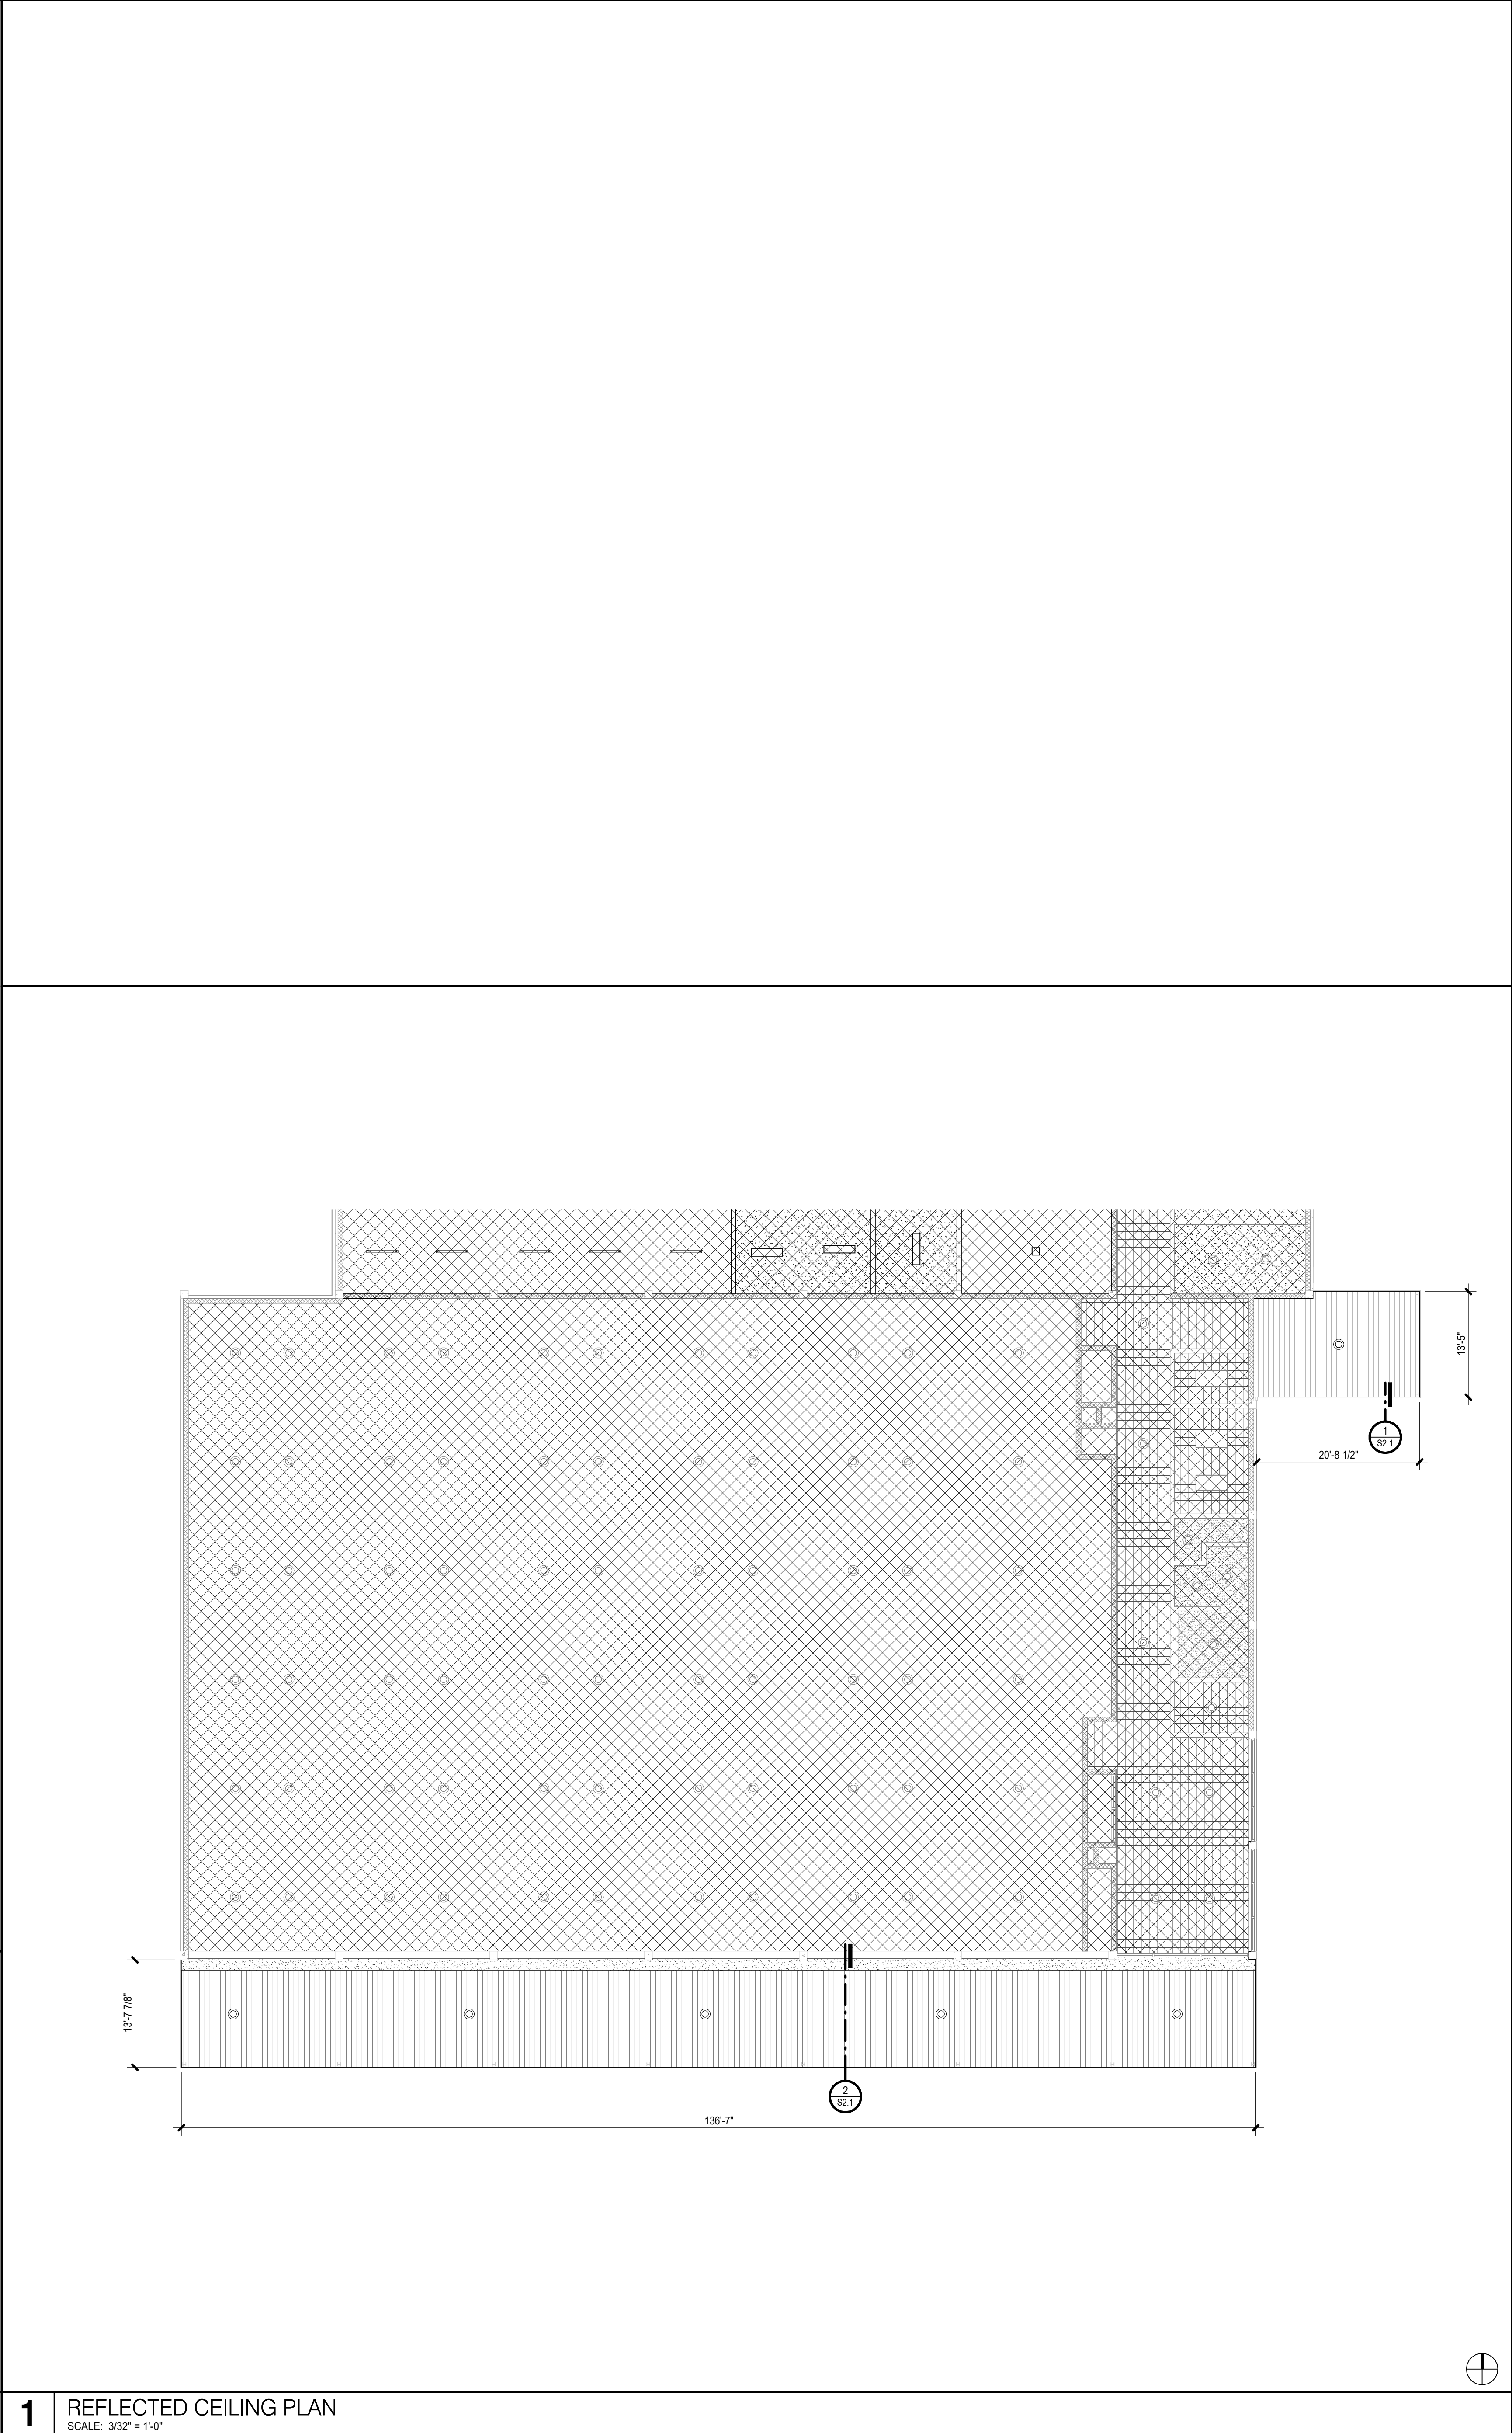 13'-5"
1
S2.1
20'-8 1/2"
13'-7 7/8"
2
S2.1
136'-7"
1 REFLECTED CEILING PLAN
SCALE: 3/32" = 1'-0"